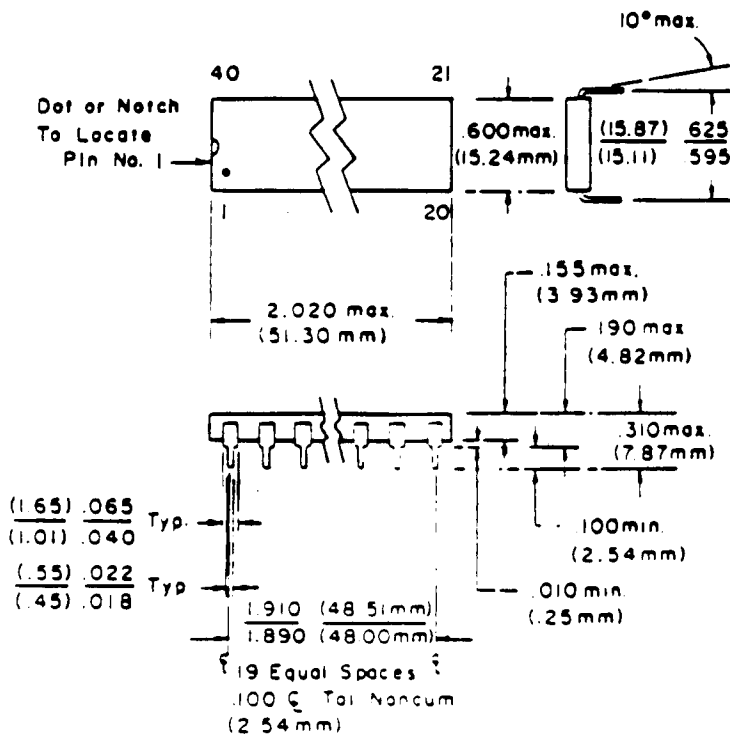 10° max.
40
21
Dot or Notch
To Locate
Pin No. 1
.600 max.
(15.24mm)
(15.87) .625
(15.11) .595
1
20
.155 max.
(3.93mm)
2.020 max.
(51.30 mm)
.190 max
(4.82mm)
.310 max.
(7.87mm)
(1.65) .065 Typ.
(1.01) .040
.100 min.
(2.54mm)
(.55) .022 Typ
(.45) .018
.010 min.
(.25mm)
1.910 (48.51mm)
1.890 (48.00mm)
19 Equal Spaces
.100 ℄ Tol Noncum
(2.54mm)